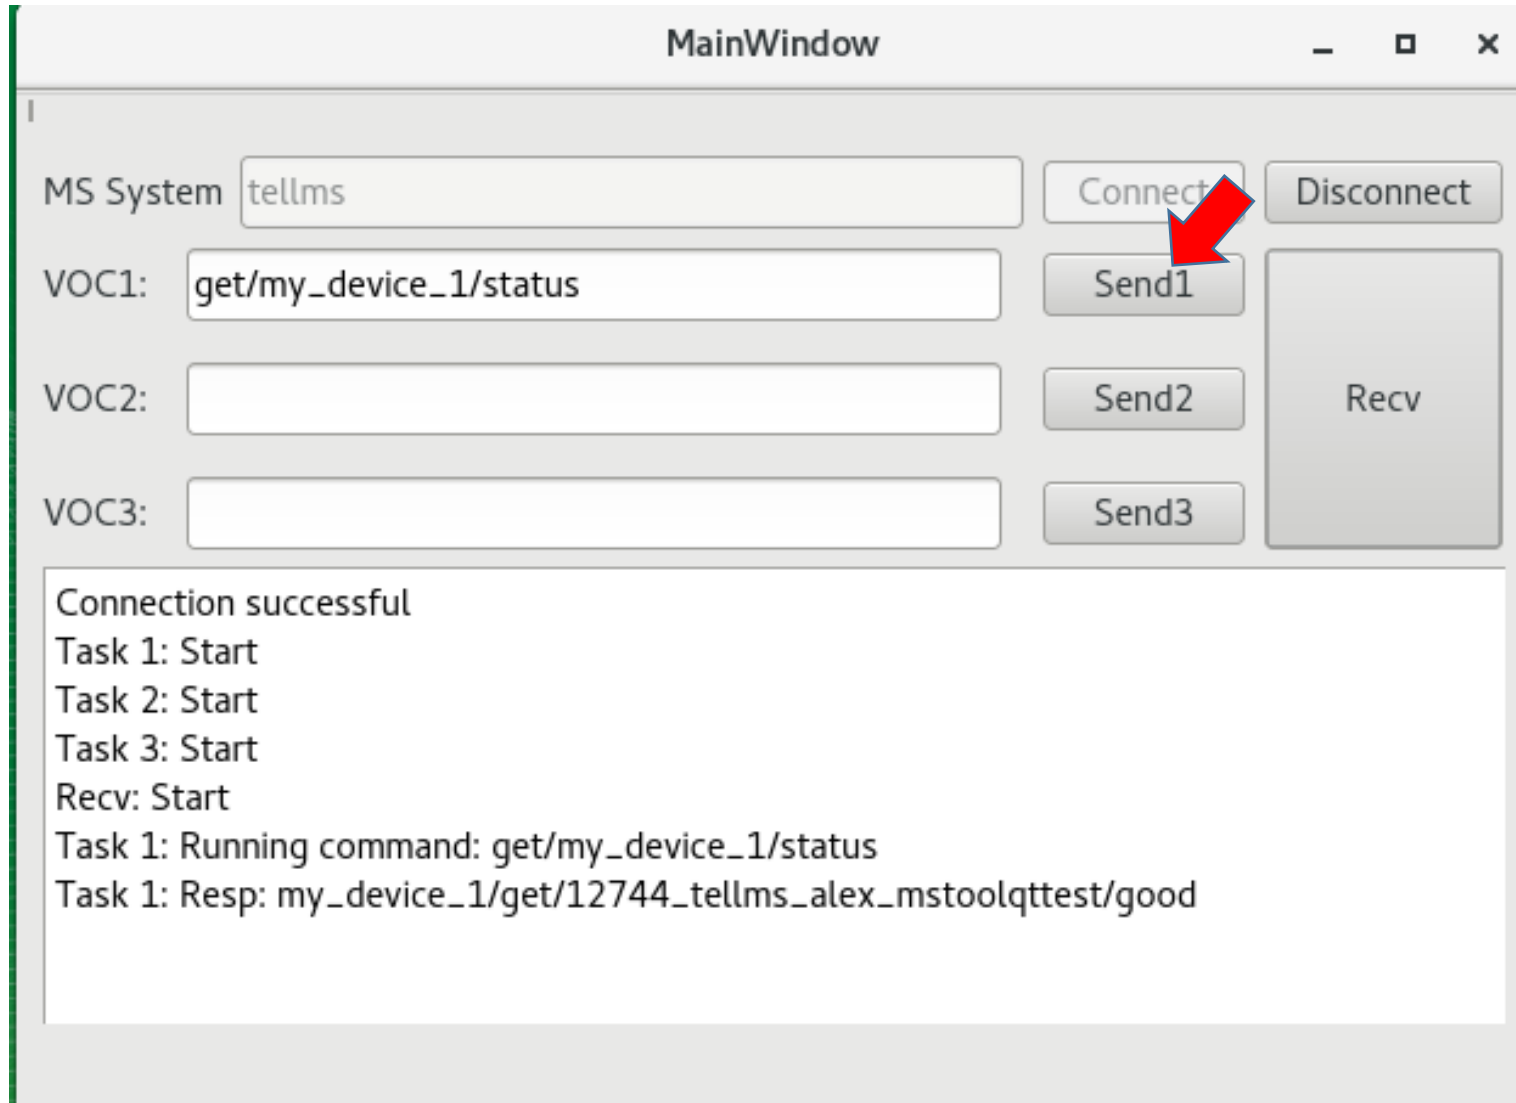 MainWindow
MS System tellms Connect Disconnect
VOC1: get/my_device_1/status Send1
VOC2: Send2 Recv
VOC3: Send3
Connection successful
Task 1: Start
Task 2: Start
Task 3: Start
Recv: Start
Task 1: Running command: get/my_device_1/status
Task 1: Resp: my_device_1/get/12744_tellms_alex_mstoolqttest/good